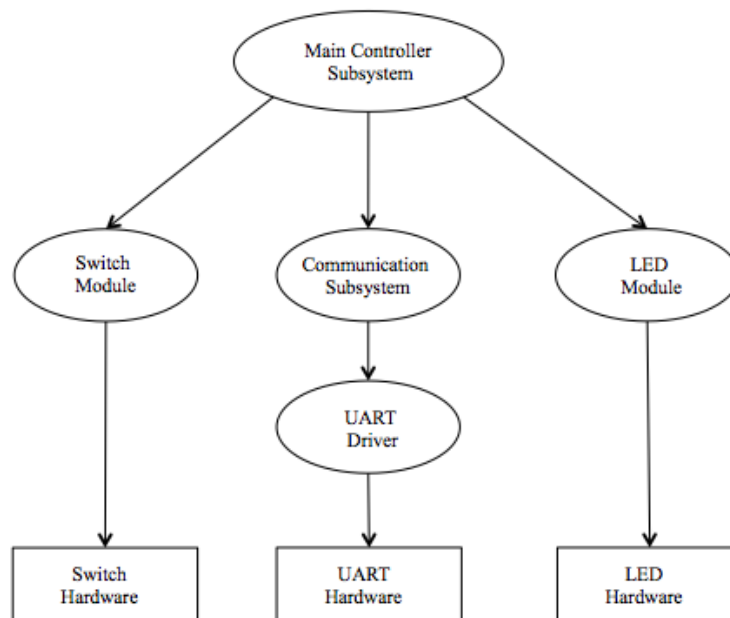 Main Controller
Subsystem
Switch
Module
Communication
Subsystem
LED
Module
UART
Driver
Switch
Hardware
UART
Hardware
LED
Hardware